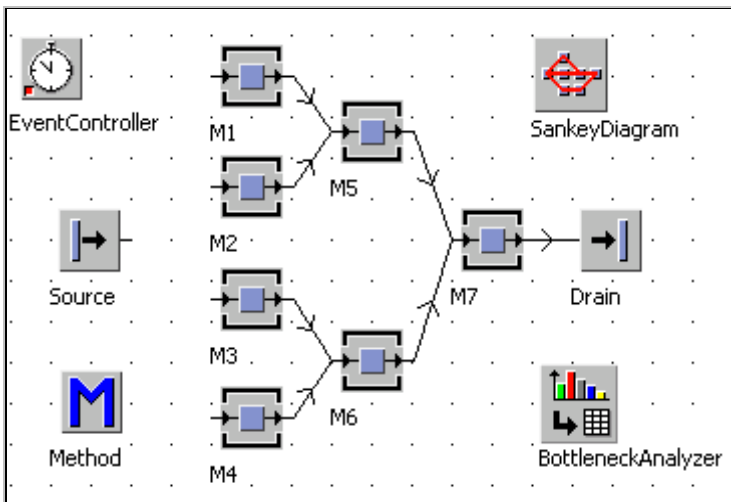 EventController
M1
SankeyDiagram
M5
M2
Source
M7
Drain
M3
M6
Method
M4
BottleneckAnalyzer